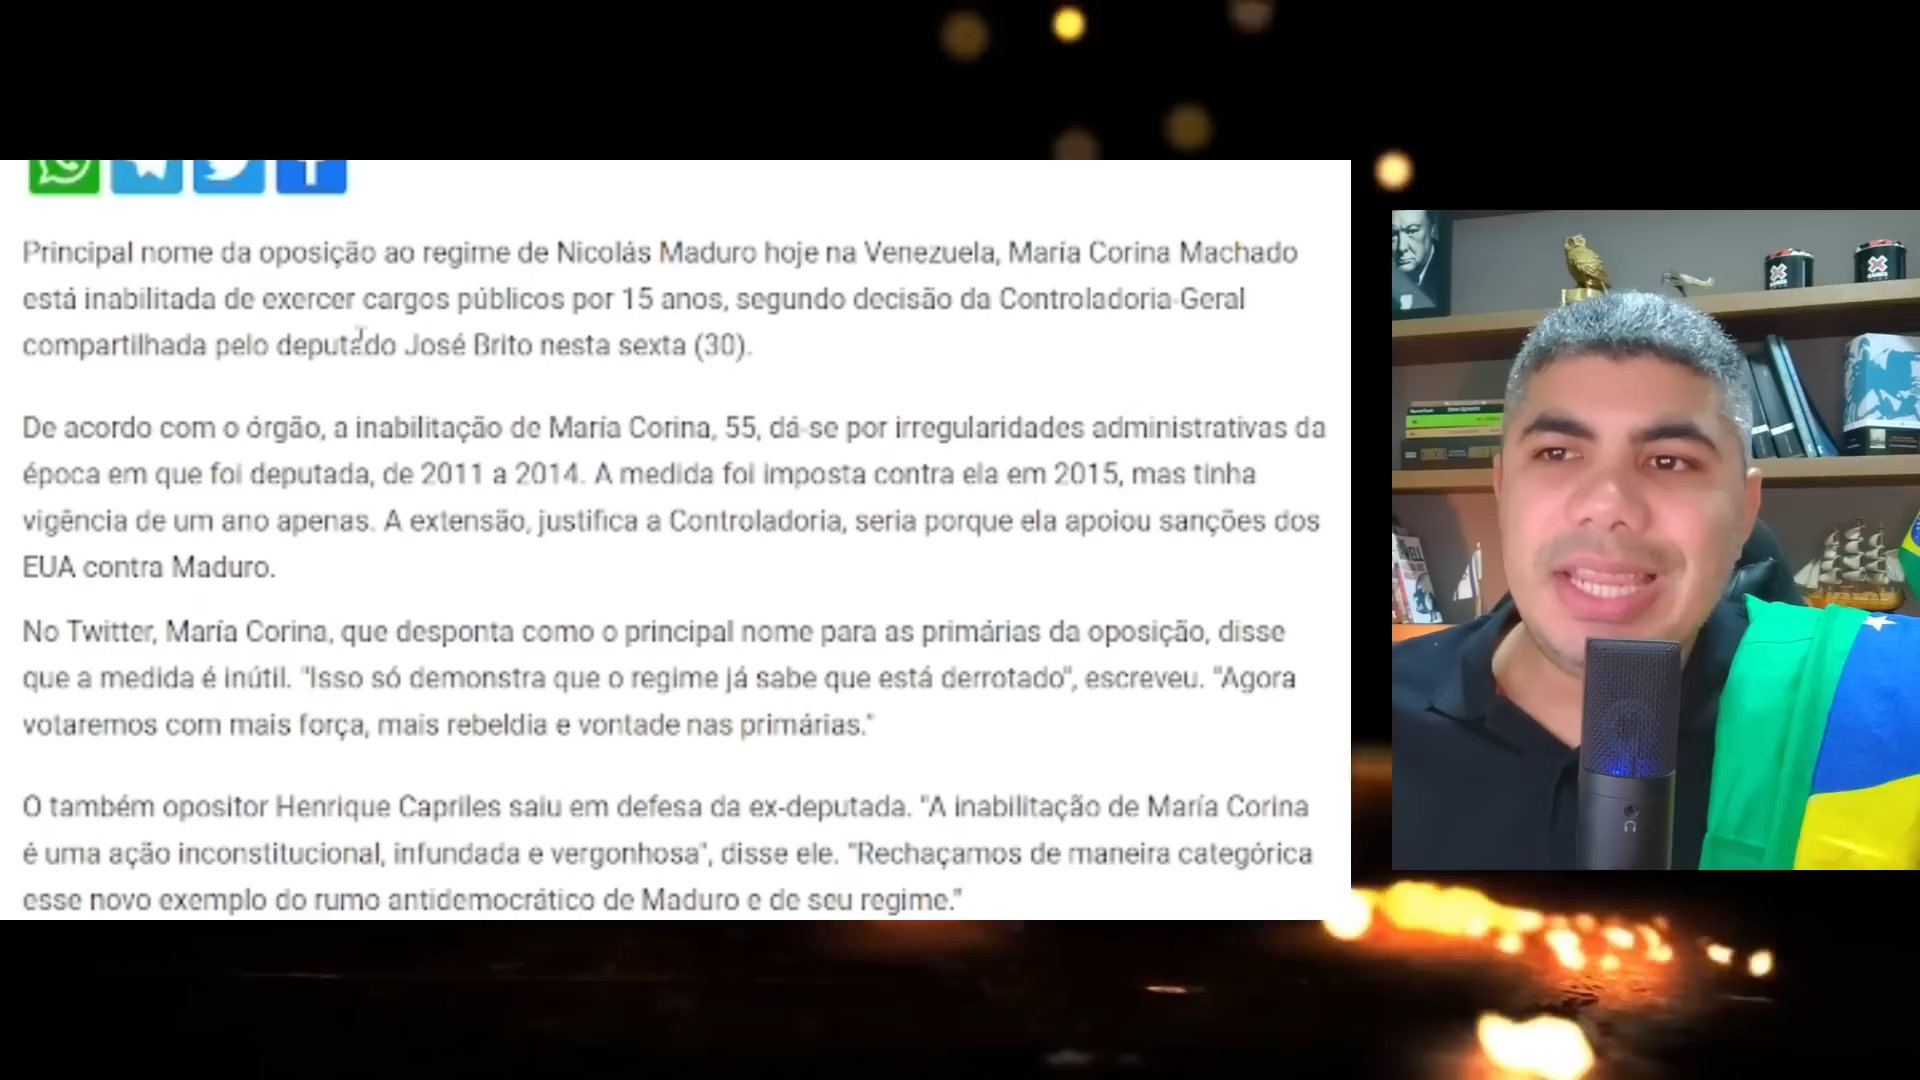 Principal nome da oposição ao regime de Nicolás Maduro hoje na Venezuela, María Corina Machado
está inabilitada de exercer cargos públicos por 15 anos, segundo decisão da Controladoria-Geral
compartilhada pelo deputado José Brito nesta sexta (30).
De acordo com o órgão, a inabilitação de María Corina, 55, dá-se por irregularidades administrativas da
época em que foi deputada, de 2011 a 2014. A medida foi imposta contra ela em 2015, mas tinha
vigência de um ano apenas. A extensão, justifica a Controladoria, seria porque ela apoiou sanções dos
EUA contra Maduro.
No Twitter, María Corina, que desponta como o principal nome para as primárias da oposição, disse
que a medida é inútil. "Isso só demonstra que o regime já sabe que está derrotado", escreveu. "Agora
votaremos com mais força, mais rebeldia e vontade nas primárias."
O também opositor Henrique Capriles saiu em defesa da ex-deputada. "A inabilitação de María Corina
é uma ação inconstitucional, infundada e vergonhosa", disse ele. "Rechaçamos de maneira categórica
esse novo exemplo do rumo antidemocrático de Maduro e de seu regime."